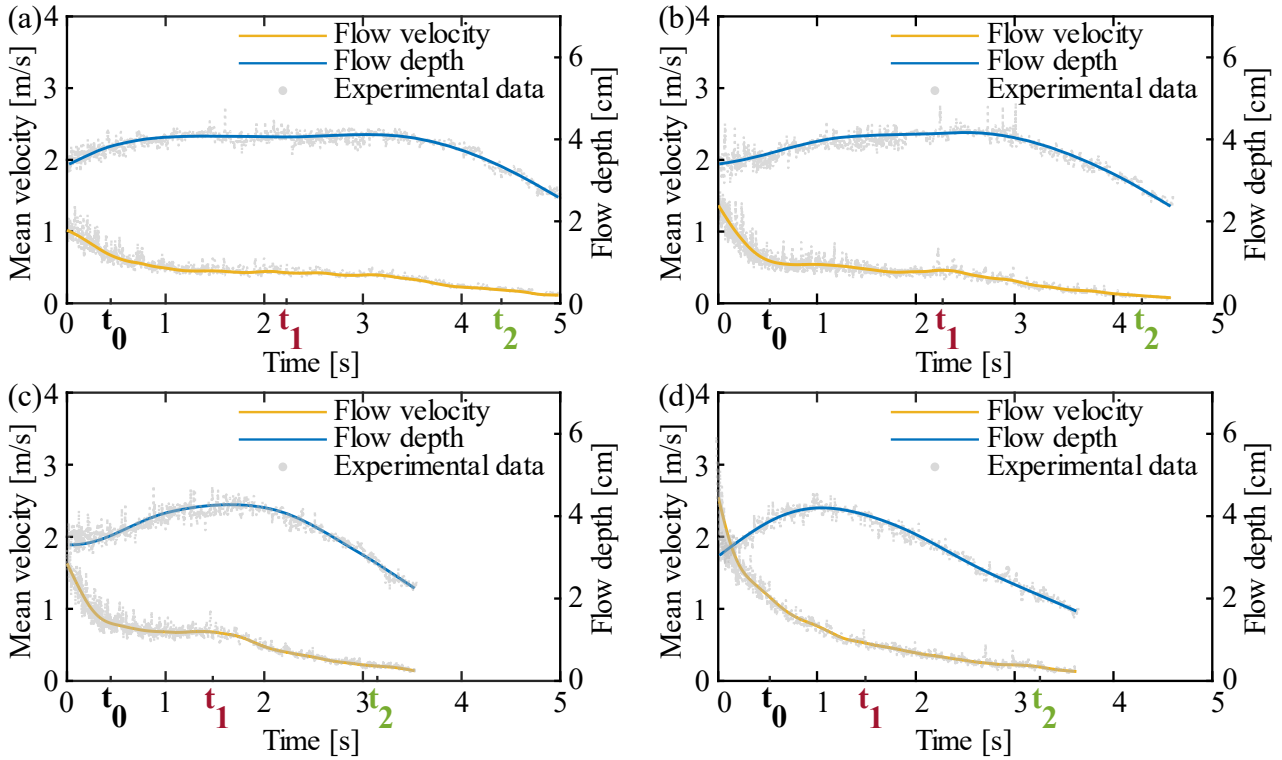 (a)
Mean velocity [m/s]
4
3
2
1
0
Flow velocity
Flow depth
Experimental data
6
4
2
0
Flow depth [cm]
0 1 2 3 4 5
t0 t1 t2
Time [s]
(b)
Mean velocity [m/s]
4
3
2
1
0
Flow velocity
Flow depth
Experimental data
6
4
2
0
Flow depth [cm]
0 1 2 3 4 5
t0 t1 t2
Time [s]
(c)
Mean velocity [m/s]
4
3
2
1
0
Flow velocity
Flow depth
Experimental data
6
4
2
0
Flow depth [cm]
0 1 2 3 4 5
t0 t1 t2
Time [s]
(d)
Mean velocity [m/s]
4
3
2
1
0
Flow velocity
Flow depth
Experimental data
6
4
2
0
Flow depth [cm]
0 1 2 3 4 5
t0 t1 t2
Time [s]